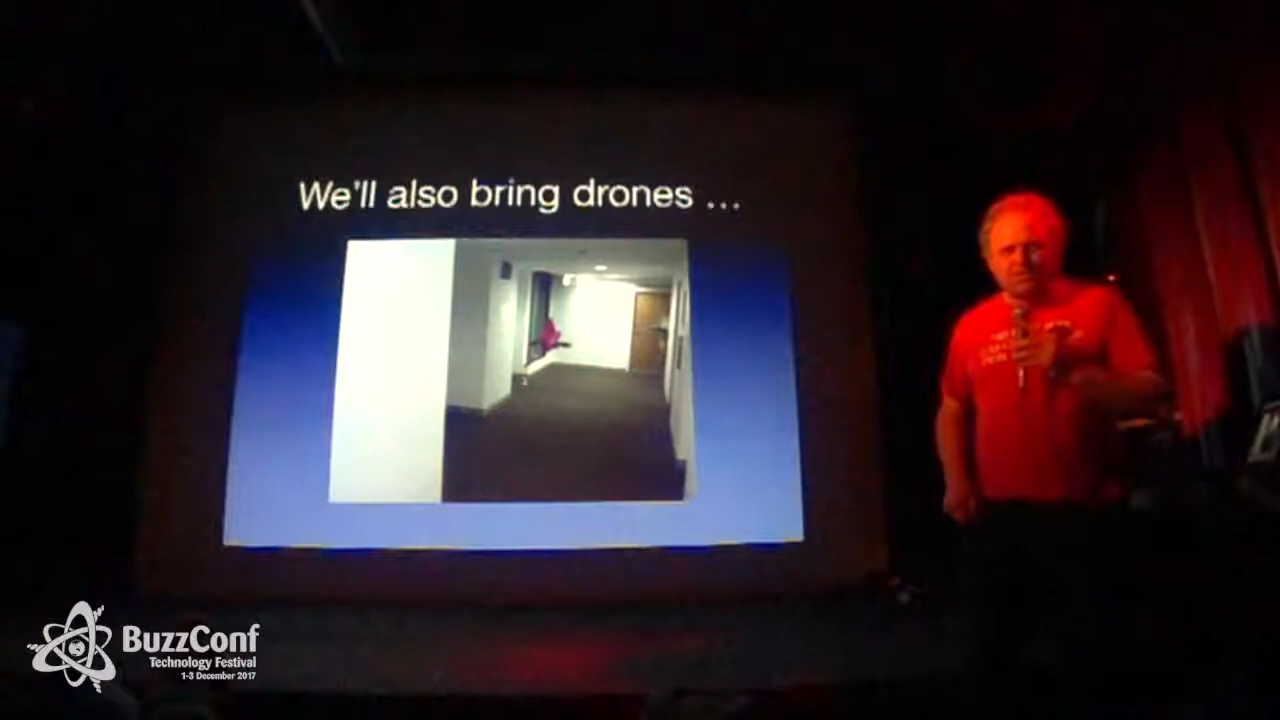 We'll also bring drones ...
BuzzConf
Technology Festival
1-3 December 2017